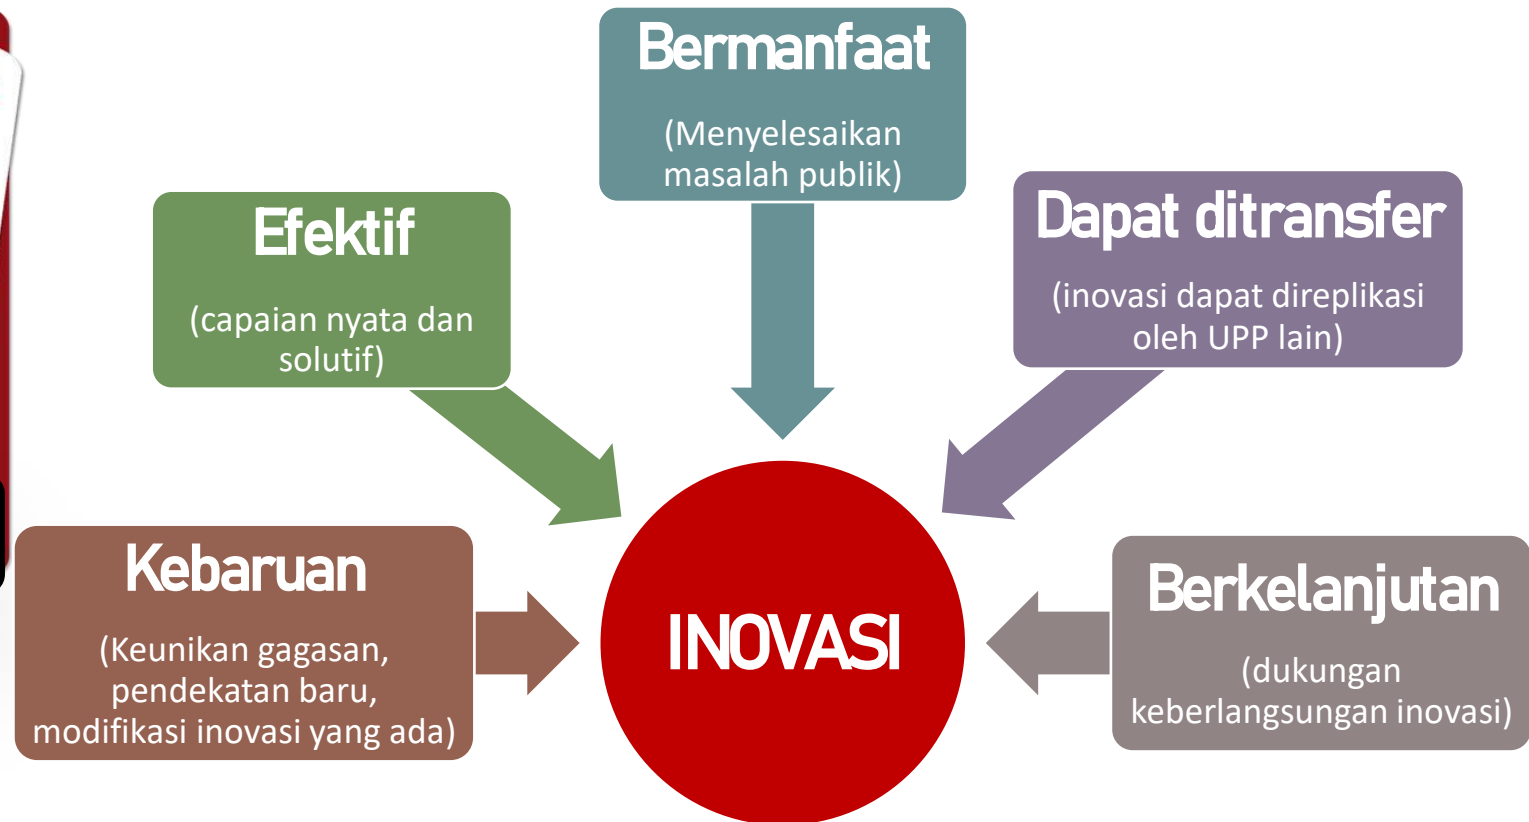 Bermanfaat
(Menyelesaikan
masalah publik)
Efektif
(capaian nyata dan
solutif)
Dapat ditransfer
(inovasi dapat direplikasi
oleh UPP lain)
Kebaruan
(Keunikan gagasan,
pendekatan baru,
modifikasi inovasi yang ada)
INOVASI
Berkelanjutan
(dukungan
keberlangsungan inovasi)